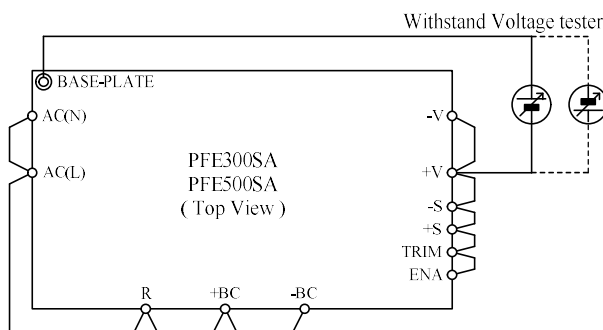 Withstand Voltage tester
BASE-PLATE
AC(N)
-V
PFE300SA
AC(L)
+V
PFE500SA
( Top View )
-S
+S
TRIM
ENA
R
+BC
-BC